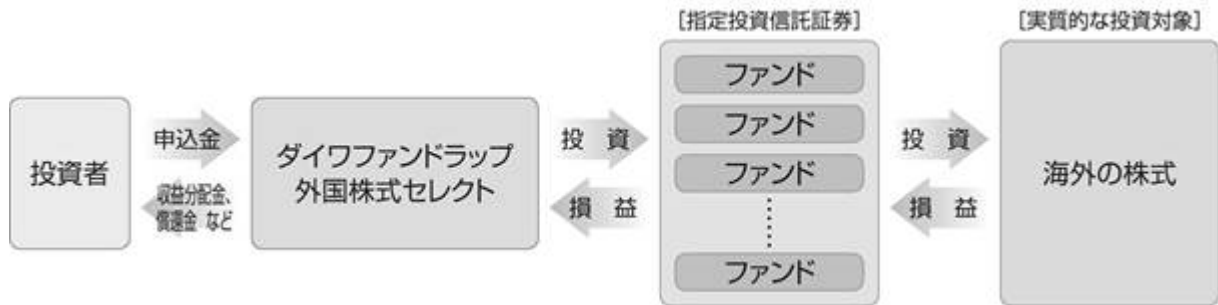 [指定投資信託証券]
[実質的な投資対象]
投資者
申込金
収益分配金、
償還金 など
ダイワファンドラップ
外国株式セレクト
投 資
損 益
ファンド
ファンド
ファンド
ファンド
投 資
損 益
海外の株式